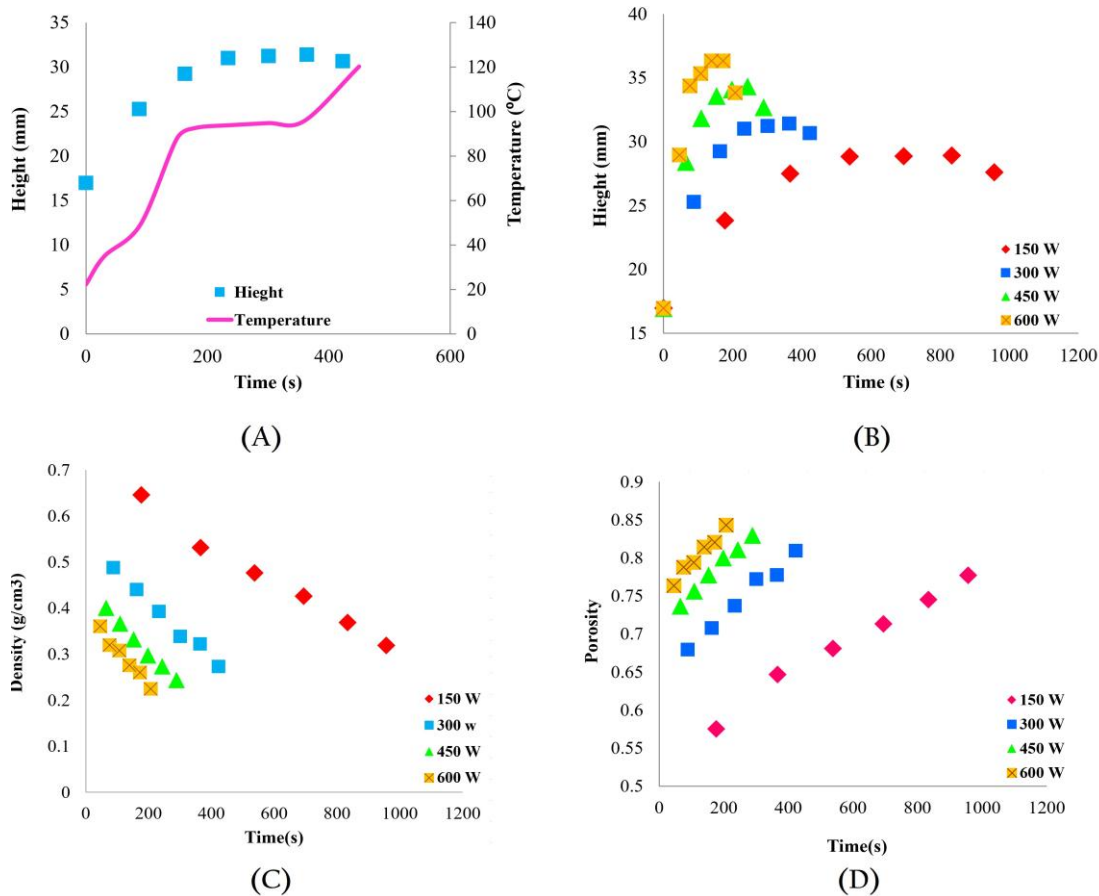 35
30
25
20
15
10
5
0
Height (mm)
140
120
100
80
60
40
20
0
Temperature (ºC)
Hieght
Temperature
0
200
400
600
Time (s)
(A)
40
35
30
25
20
15
Hieght (mm)
150 W
300 W
450 W
600 W
0
200
400
600
800
1000
1200
Time (s)
(B)
0.7
0.6
0.5
0.4
0.3
0.2
0.1
0
Density (g/cm3)
150 W
300 w
450 W
600 W
0
200
400
600
800
1000
1200
Time(s)
(C)
0.9
0.85
0.8
0.75
0.7
0.65
0.6
0.55
0.5
Porosity
150 W
300 W
450 W
600 W
0
200
400
600
800
1000
1200
Time(s)
(D)